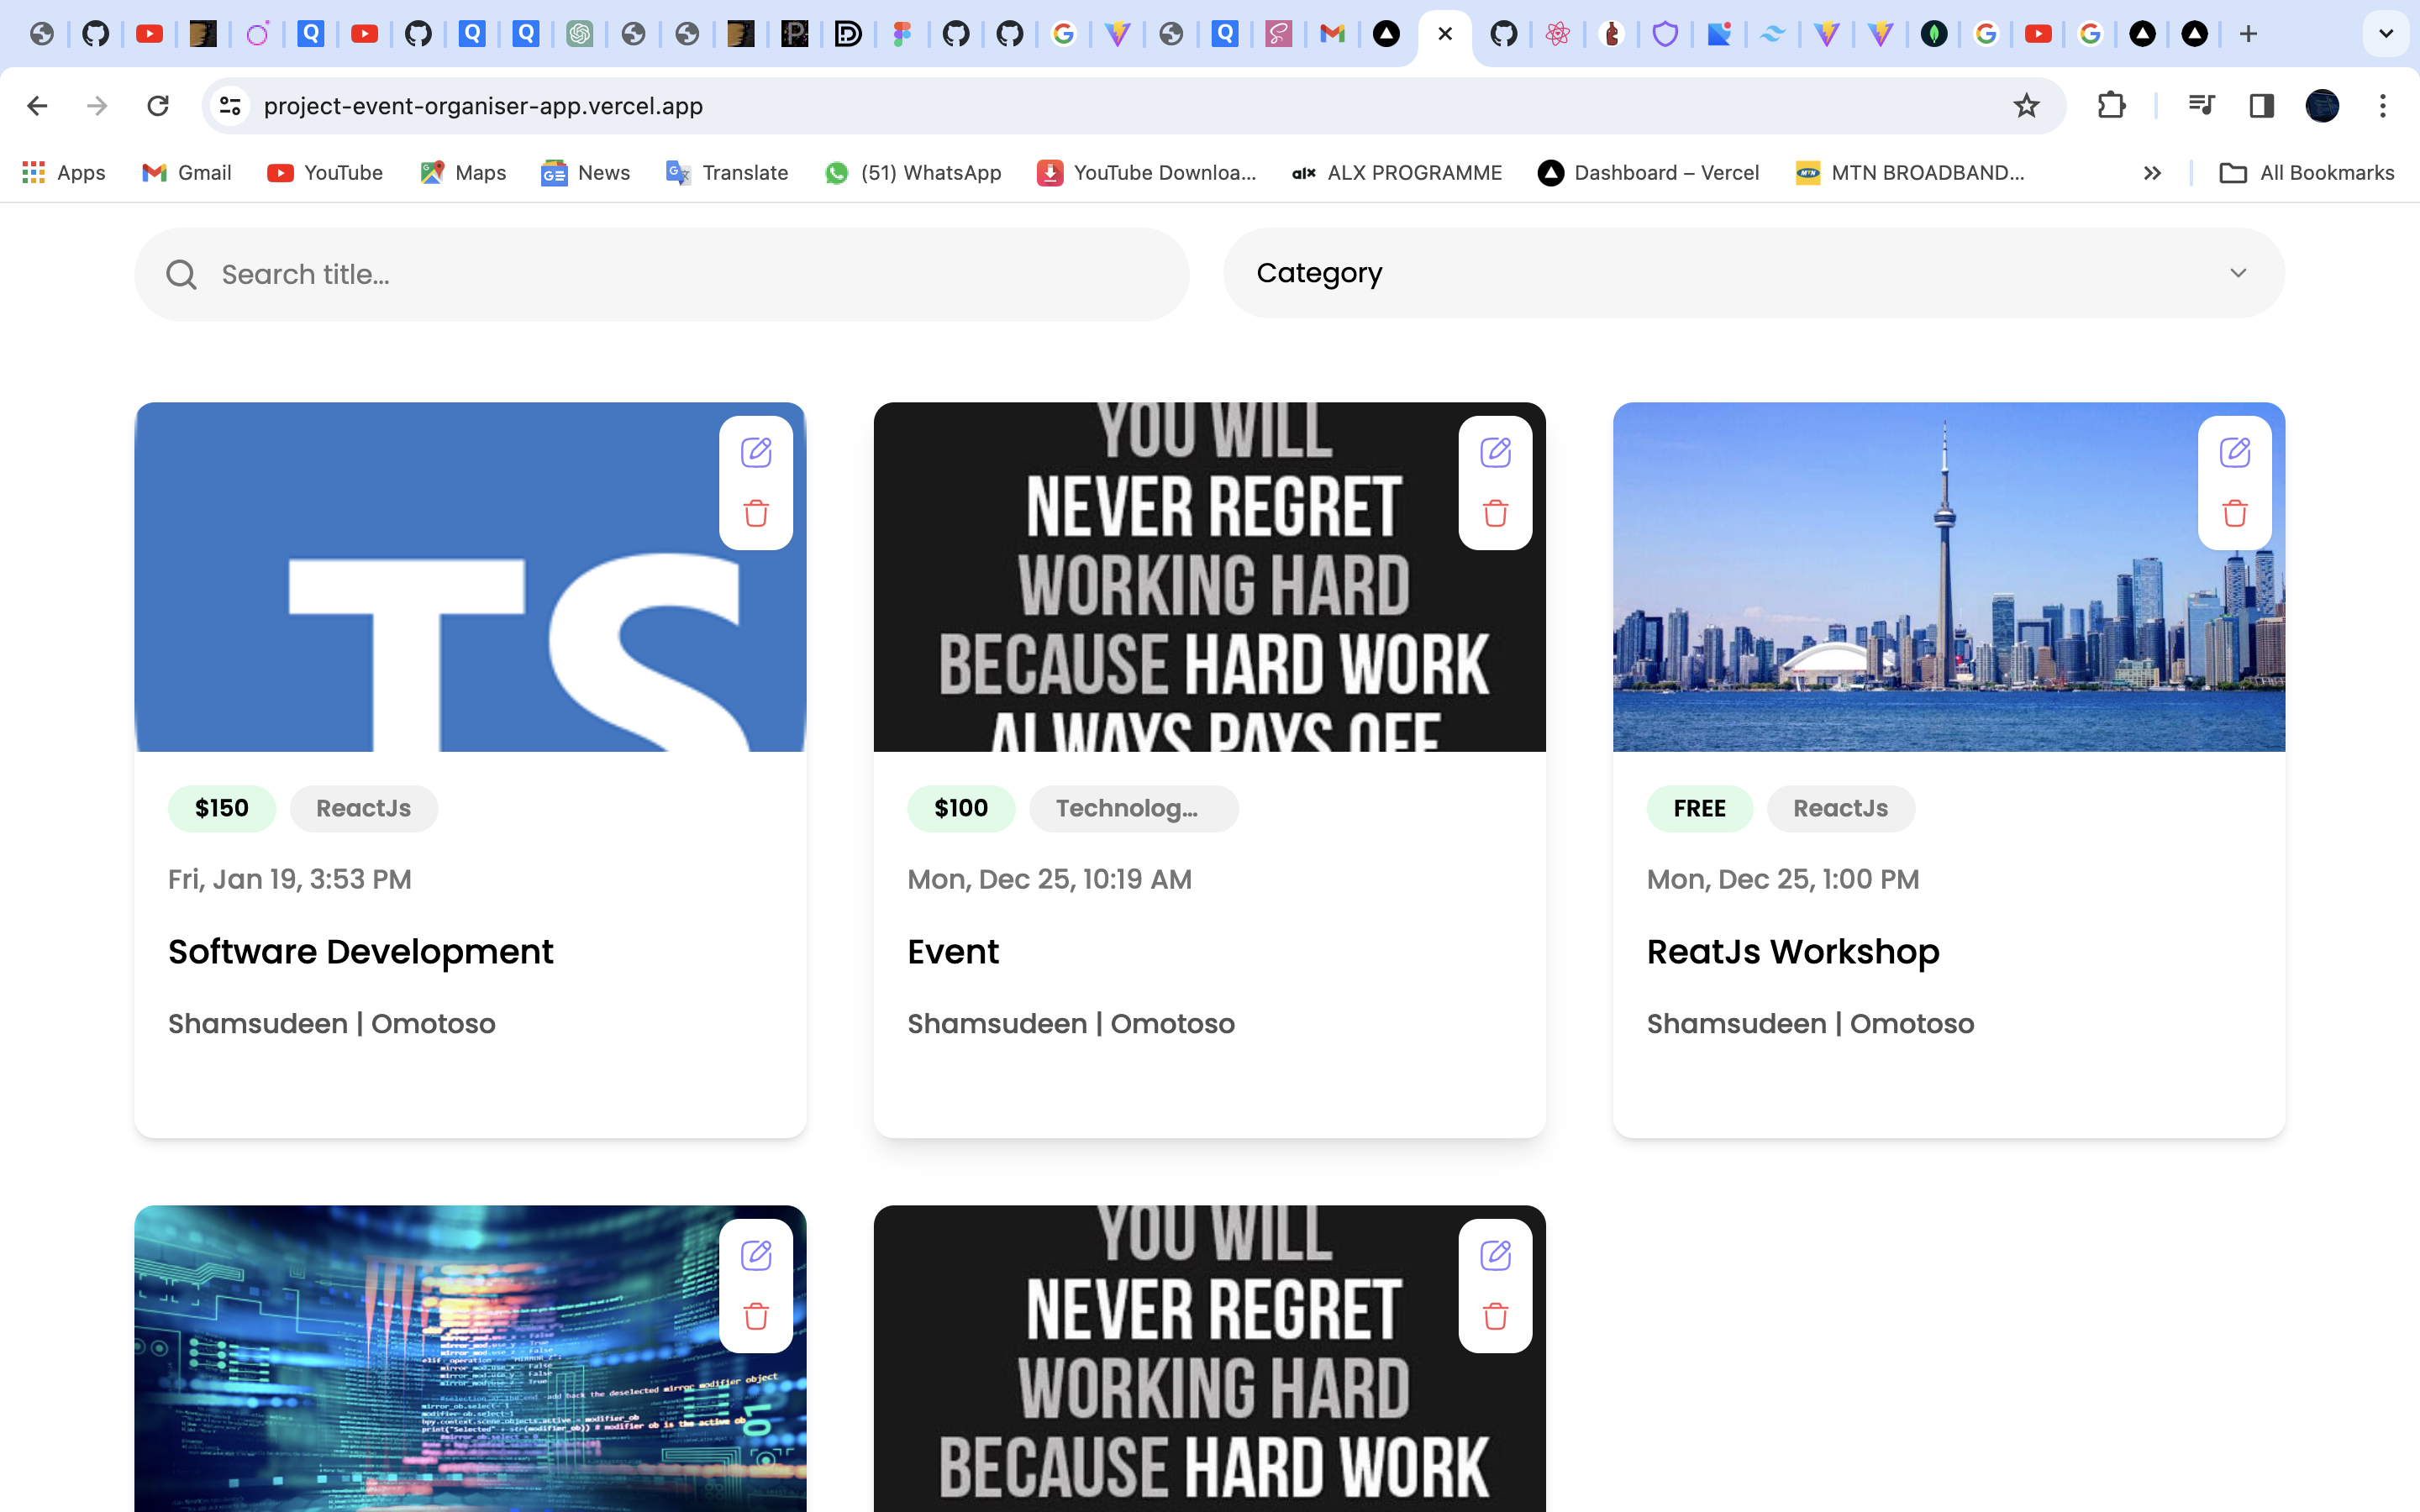 project-event-organiser-app.vercel.app
Apps
Gmail
YouTube
Maps
News
Translate
(51) WhatsApp
YouTube Downloa...
alx ALX PROGRAMME
Dashboard – Vercel
MTN BROADBAND...
All Bookmarks
Search title...
Category
TS
YOU WILL
NEVER REGRET
WORKING HARD
BECAUSE HARD WORK
ALWAYS PAYS OFF
$150
ReactJs
$100
Technolog...
FREE
ReactJs
Fri, Jan 19, 3:53 PM
Mon, Dec 25, 10:19 AM
Mon, Dec 25, 1:00 PM
Software Development
Event
ReatJs Workshop
Shamsudeen | Omotoso
Shamsudeen | Omotoso
Shamsudeen | Omotoso
YOU WILL
NEVER REGRET
WORKING HARD
BECAUSE HARD WORK